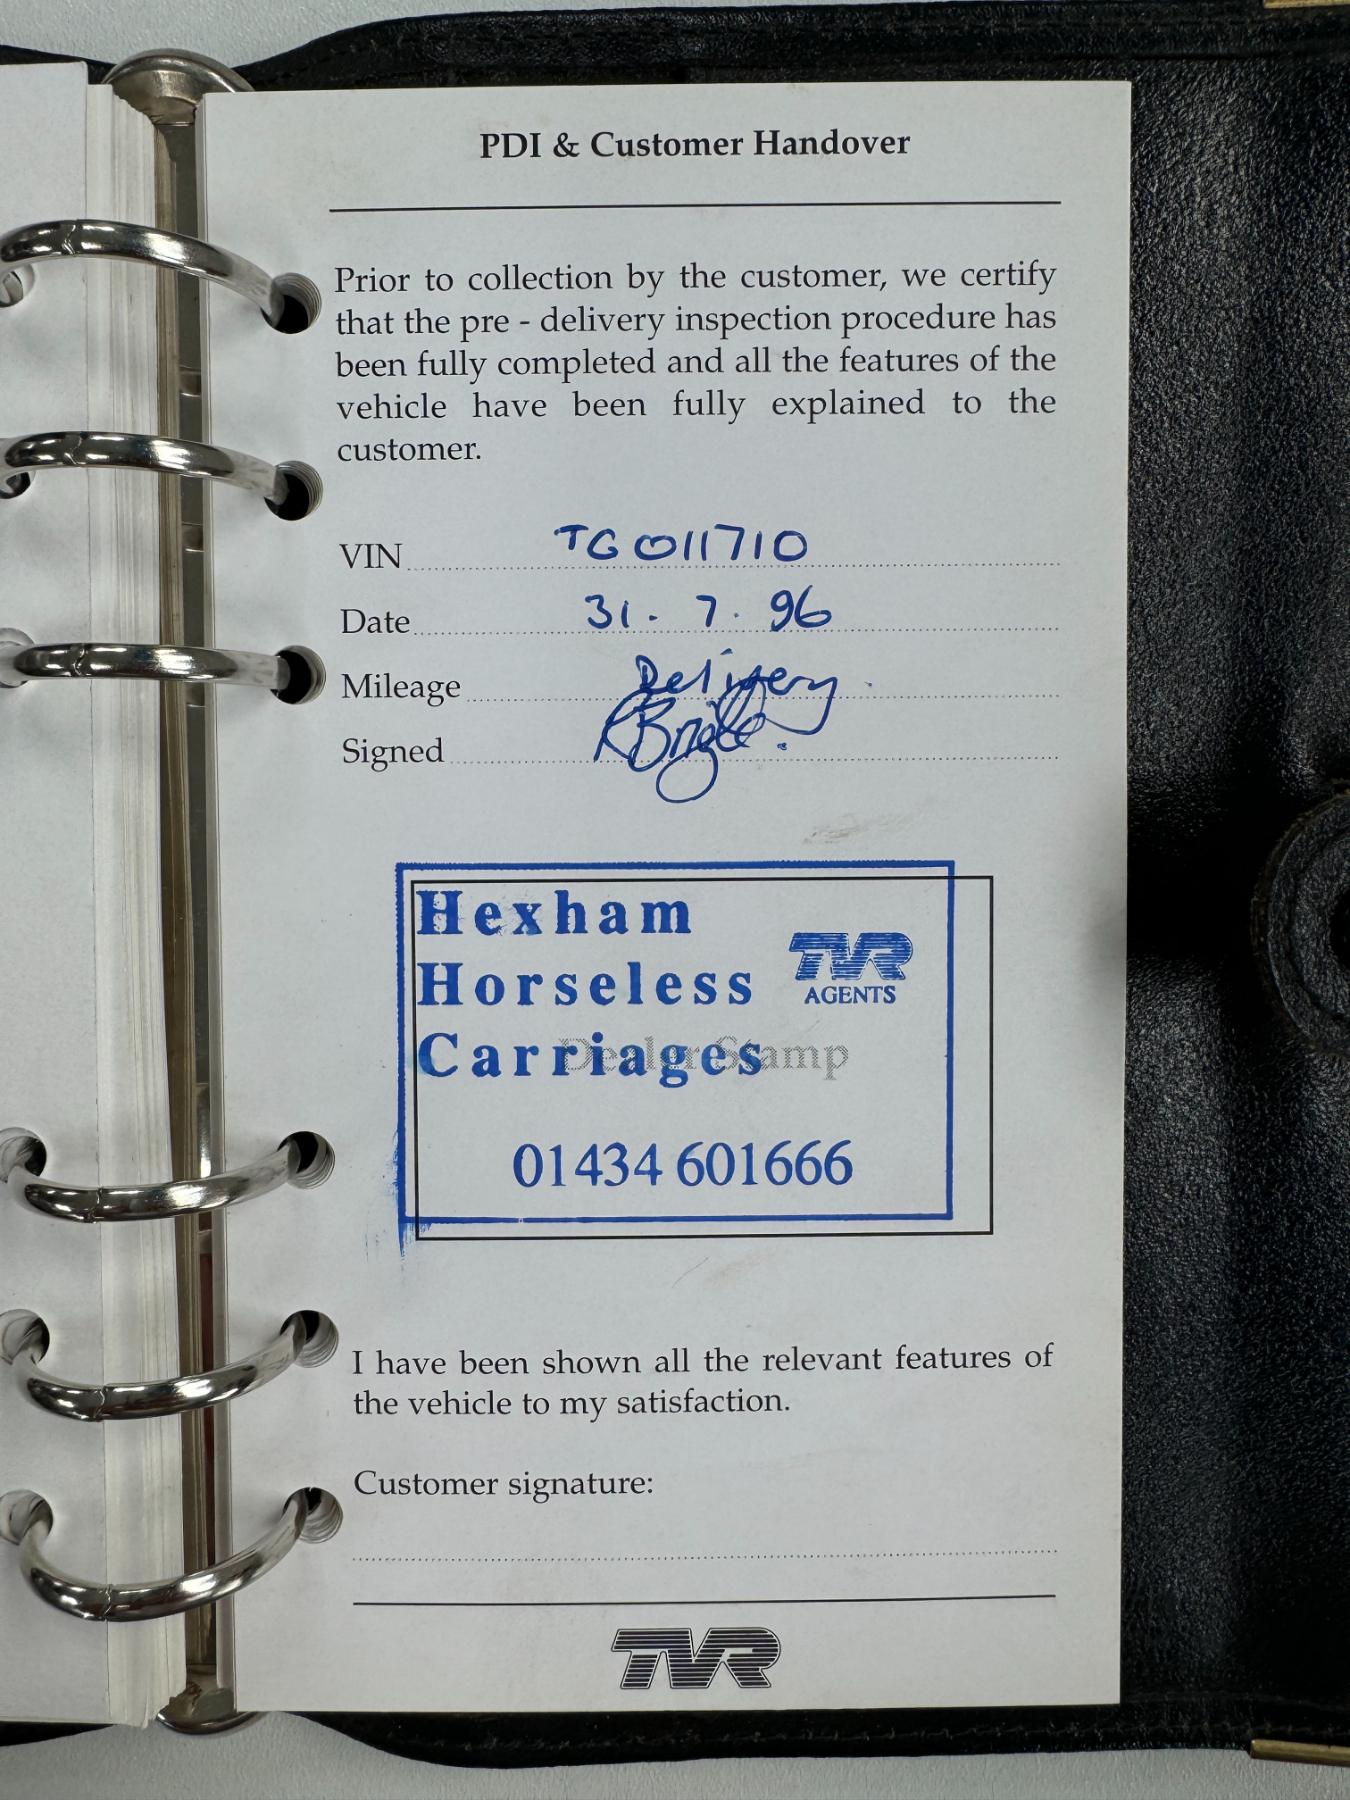 PDI & Customer Handover
Prior to collection by the customer, we certify
that the pre - delivery inspection procedure has
been fully completed and all the features of the
vehicle have been fully explained to the
customer.
VIN TG011710
Date 31 . 7 . 96
Mileage Delivery
Signed
Hexham
Horseless
Carriages
TVR
AGENTS
Dealer Stamp
01434 601666
I have been shown all the relevant features of
the vehicle to my satisfaction.
Customer signature:
TVR